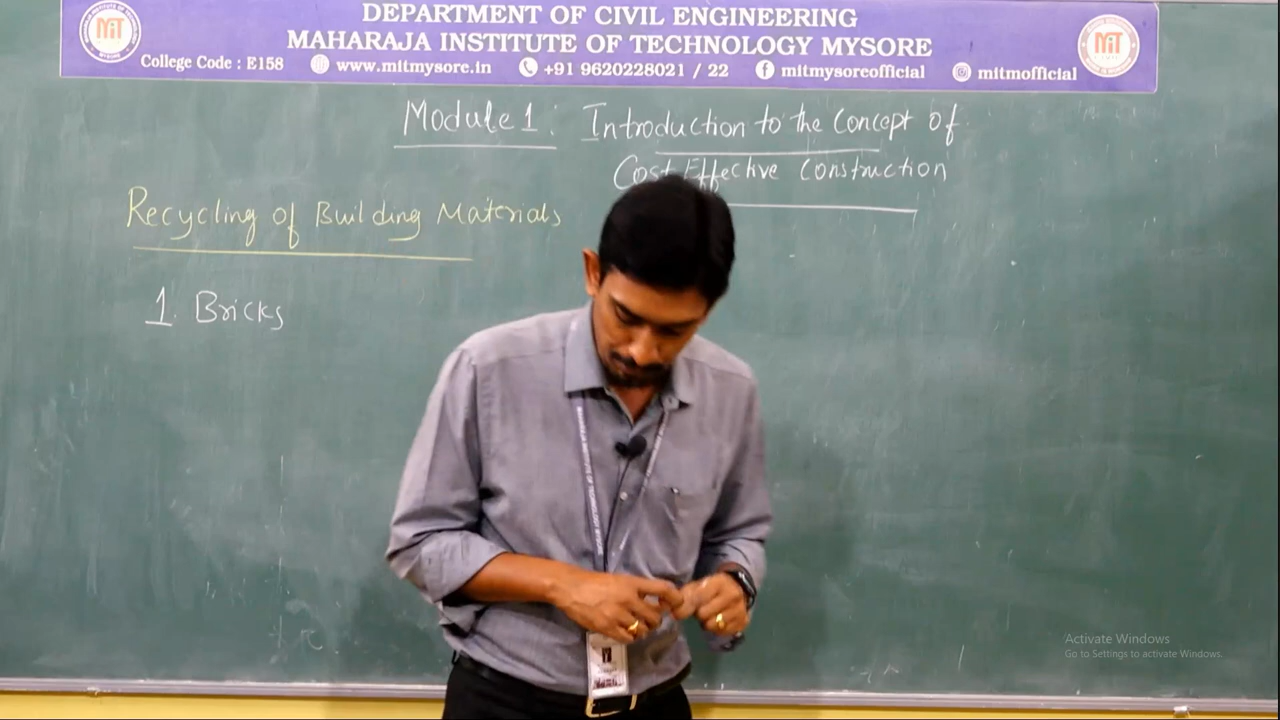 DEPARTMENT OF CIVIL ENGINEERING
MAHARAJA INSTITUTE OF TECHNOLOGY MYSORE
College Code : E158 www.mitmysore.in +91 9620228021 / 22 mitmysoreofficial mitmofficial
MiT
MiT
Module 1: Introduction to the Concept of
Cost Effective Construction
Recycling of Building Materials
1. Bricks
Activate Windows
Go to Settings to activate Windows.